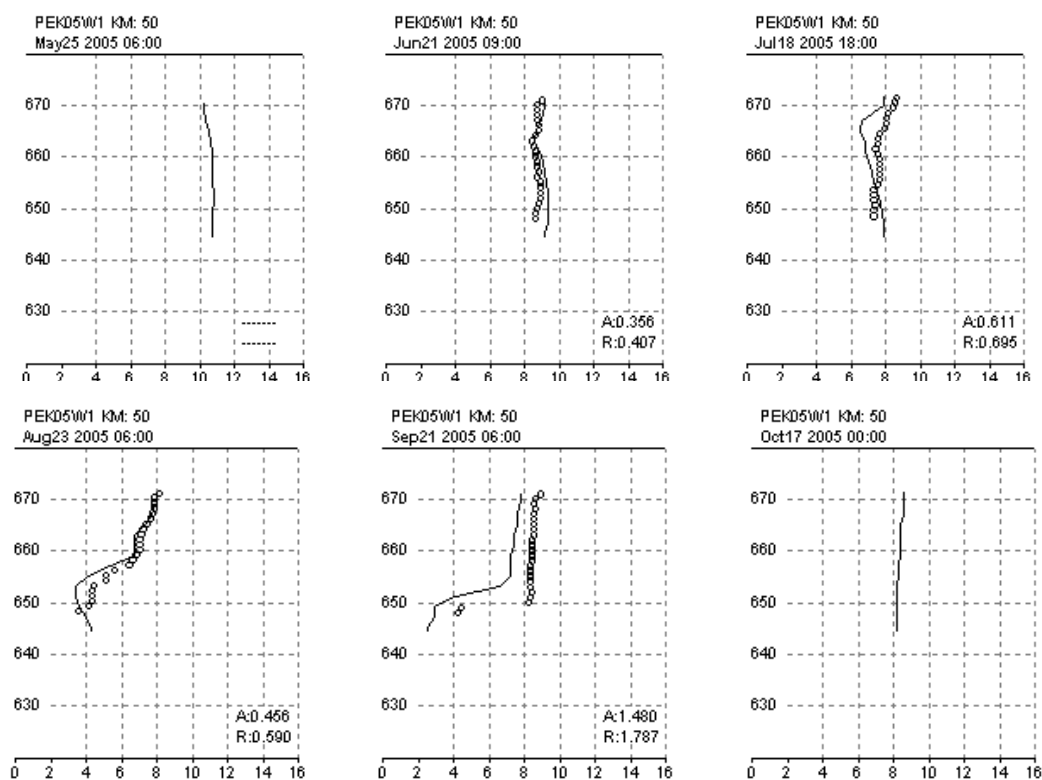 PEK05W1 KM: 50
May25 2005 06:00
670
660
650
640
630
------
------
0 2 4 6 8 10 12 14 16
PEK05W1 KM: 50
Jun21 2005 09:00
670
660
650
640
630
A:0.356
R:0.407
0 2 4 6 8 10 12 14 16
PEK05W1 KM: 50
Jul18 2005 18:00
670
660
650
640
630
A:0.611
R:0.695
0 2 4 6 8 10 12 14 16
PEK05W1 KM: 50
Aug23 2005 06:00
670
660
650
640
630
A:0.456
R:0.590
0 2 4 6 8 10 12 14 16
PEK05W1 KM: 50
Sep21 2005 06:00
670
660
650
640
630
A:1.480
R:1.787
0 2 4 6 8 10 12 14 16
PEK05W1 KM: 50
Oct17 2005 00:00
670
660
650
640
630
0 2 4 6 8 10 12 14 16